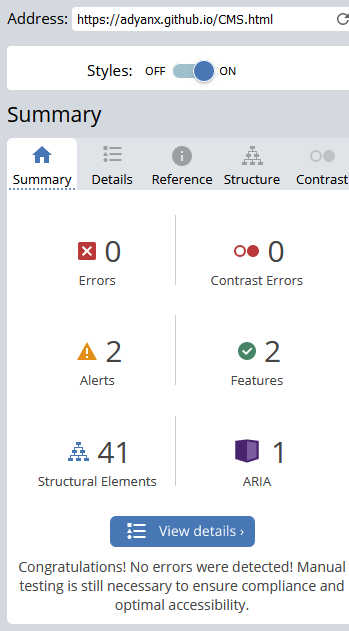 Address: https://adyanx.github.io/CMS.html
Styles: OFF ON
Summary
Summary Details Reference Structure Contrast
0 0
Errors Contrast Errors
2 2
Alerts Features
41 1
Structural Elements ARIA
View details ›
Congratulations! No errors were detected! Manual
testing is still necessary to ensure compliance and
optimal accessibility.